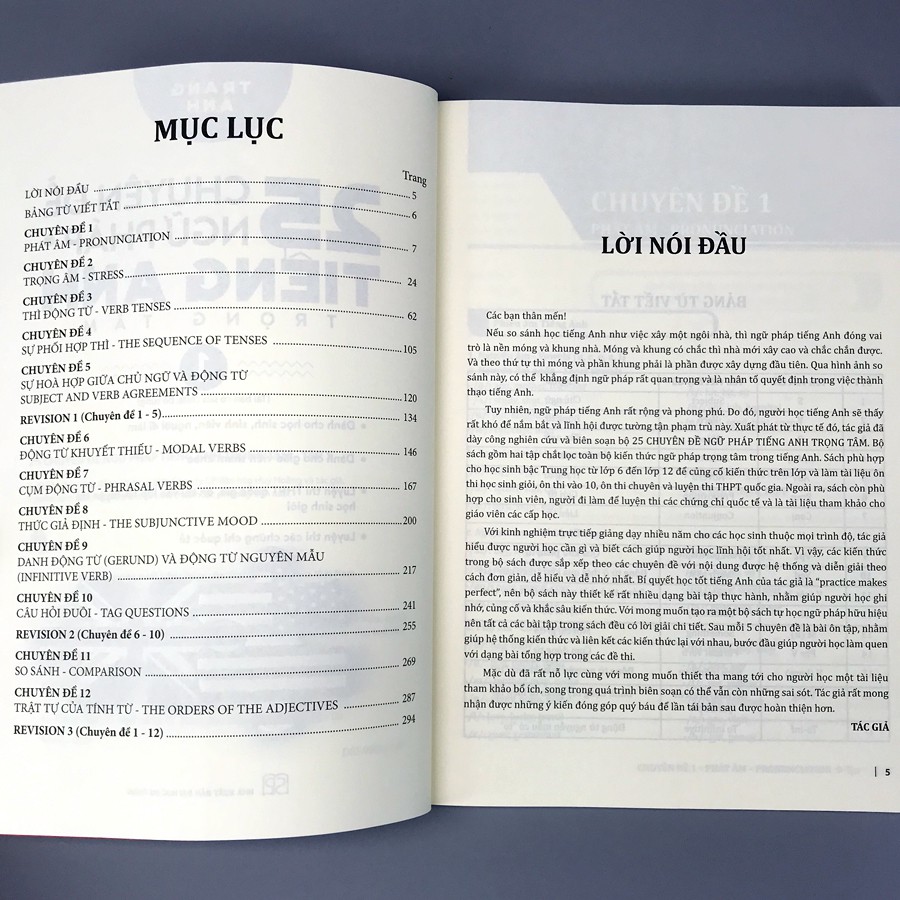 MỤC LỤC
Trang
LỜI NÓI ĐẦU 5
BẢNG TỪ VIẾT TẮT 6
CHUYÊN ĐỀ 1
PHÁT ÂM - PRONUNCIATION 7
CHUYÊN ĐỀ 2
TRỌNG ÂM - STRESS 24
CHUYÊN ĐỀ 3
THÌ ĐỘNG TỪ - VERB TENSES 62
CHUYÊN ĐỀ 4
SỰ PHỐI HỢP THÌ - THE SEQUENCE OF TENSES 105
CHUYÊN ĐỀ 5
SỰ HOÀ HỢP GIỮA CHỦ NGỮ VÀ ĐỘNG TỪ
SUBJECT AND VERB AGREEMENTS 120
REVISION 1 (Chuyên đề 1 - 5) 134
CHUYÊN ĐỀ 6
ĐỘNG TỪ KHUYẾT THIẾU - MODAL VERBS 146
CHUYÊN ĐỀ 7
CỤM ĐỘNG TỪ - PHRASAL VERBS 167
CHUYÊN ĐỀ 8
THỨC GIẢ ĐỊNH - THE SUBJUNCTIVE MOOD 200
CHUYÊN ĐỀ 9
DANH ĐỘNG TỪ (GERUND) VÀ ĐỘNG TỪ NGUYÊN MẪU
(INFINITIVE VERB) 217
CHUYÊN ĐỀ 10
CÂU HỎI ĐUÔI - TAG QUESTIONS 241
REVISION 2 (Chuyên đề 6 - 10) 255
CHUYÊN ĐỀ 11
SO SÁNH - COMPARISON 269
CHUYÊN ĐỀ 12
TRẬT TỰ CỦA TÍNH TỪ - THE ORDERS OF THE ADJECTIVES 287
REVISION 3 (Chuyên đề 1 - 12) 294
CHUYÊN ĐỀ 1
LỜI NÓI ĐẦU
BẢNG TỪ VIẾT TẮT
Các bạn thân mến!
Nếu so sánh học tiếng Anh như việc xây một ngôi nhà, thì ngữ pháp tiếng Anh đóng vai
trò là nền móng và khung nhà. Móng và khung có chắc thì nhà mới xây cao và chắc chắn được.
Và theo thứ tự thì móng và phần khung phải là phần được xây dựng đầu tiên. Qua hình ảnh so
sánh này, có thể khẳng định ngữ pháp rất quan trọng và là nhân tố quyết định trong việc thành
thạo tiếng Anh.
Tuy nhiên, ngữ pháp tiếng Anh rất rộng và phong phú. Do đó, người học tiếng Anh sẽ thấy
rất khó để nắm bắt và lĩnh hội được tường tận phạm trù này. Xuất phát từ thực tế đó, tác giả đã
dày công nghiên cứu và biên soạn bộ 25 CHUYÊN ĐỀ NGỮ PHÁP TIẾNG ANH TRỌNG TÂM. Bộ
sách gồm hai tập chắt lọc toàn bộ kiến thức ngữ pháp trọng tâm trong tiếng Anh. Sách phù hợp
cho học sinh bậc Trung học từ lớp 6 đến lớp 12 để củng cố kiến thức trên lớp và làm tài liệu ôn
thi học sinh giỏi, ôn thi vào 10, ôn thi chuyên và luyện thi THPT quốc gia. Ngoài ra, sách còn phù
hợp cho sinh viên, người đi làm để luyện thi các chứng chỉ quốc tế và là tài liệu tham khảo cho
giáo viên các cấp học.
Với kinh nghiệm trực tiếp giảng dạy nhiều năm cho các học sinh thuộc mọi trình độ, tác giả
hiểu được người học cần gì và biết cách giúp người học lĩnh hội tốt nhất. Vì vậy, các kiến thức
trong bộ sách được sắp xếp theo các chuyên đề với nội dung được hệ thống và diễn giải theo
cách đơn giản, dễ hiểu và dễ nhớ nhất. Bí quyết học tốt tiếng Anh của tác giả là “practice makes
perfect”, nên bộ sách này thiết kế rất nhiều dạng bài tập thực hành, nhằm giúp người học ghi
nhớ, củng cố và khắc sâu kiến thức. Với mong muốn tạo ra một bộ sách tự học ngữ pháp hữu hiệu
nên tất cả các bài tập trong sách đều có lời giải chi tiết. Sau mỗi 5 chuyên đề là bài ôn tập, nhằm
giúp hệ thống kiến thức và liên kết các kiến thức lại với nhau, bước đầu giúp người học làm quen
với dạng bài tổng hợp trong các đề thi.
Mặc dù đã rất nỗ lực cùng với mong muốn thiết tha mang tới cho người học một tài liệu
tham khảo bổ ích, song trong quá trình biên soạn có thể vẫn còn những sai sót. Tác giả rất mong
nhận được những ý kiến đóng góp quý báu để lần tái bản sau được hoàn thiện hơn.
TÁC GIẢ
| 5